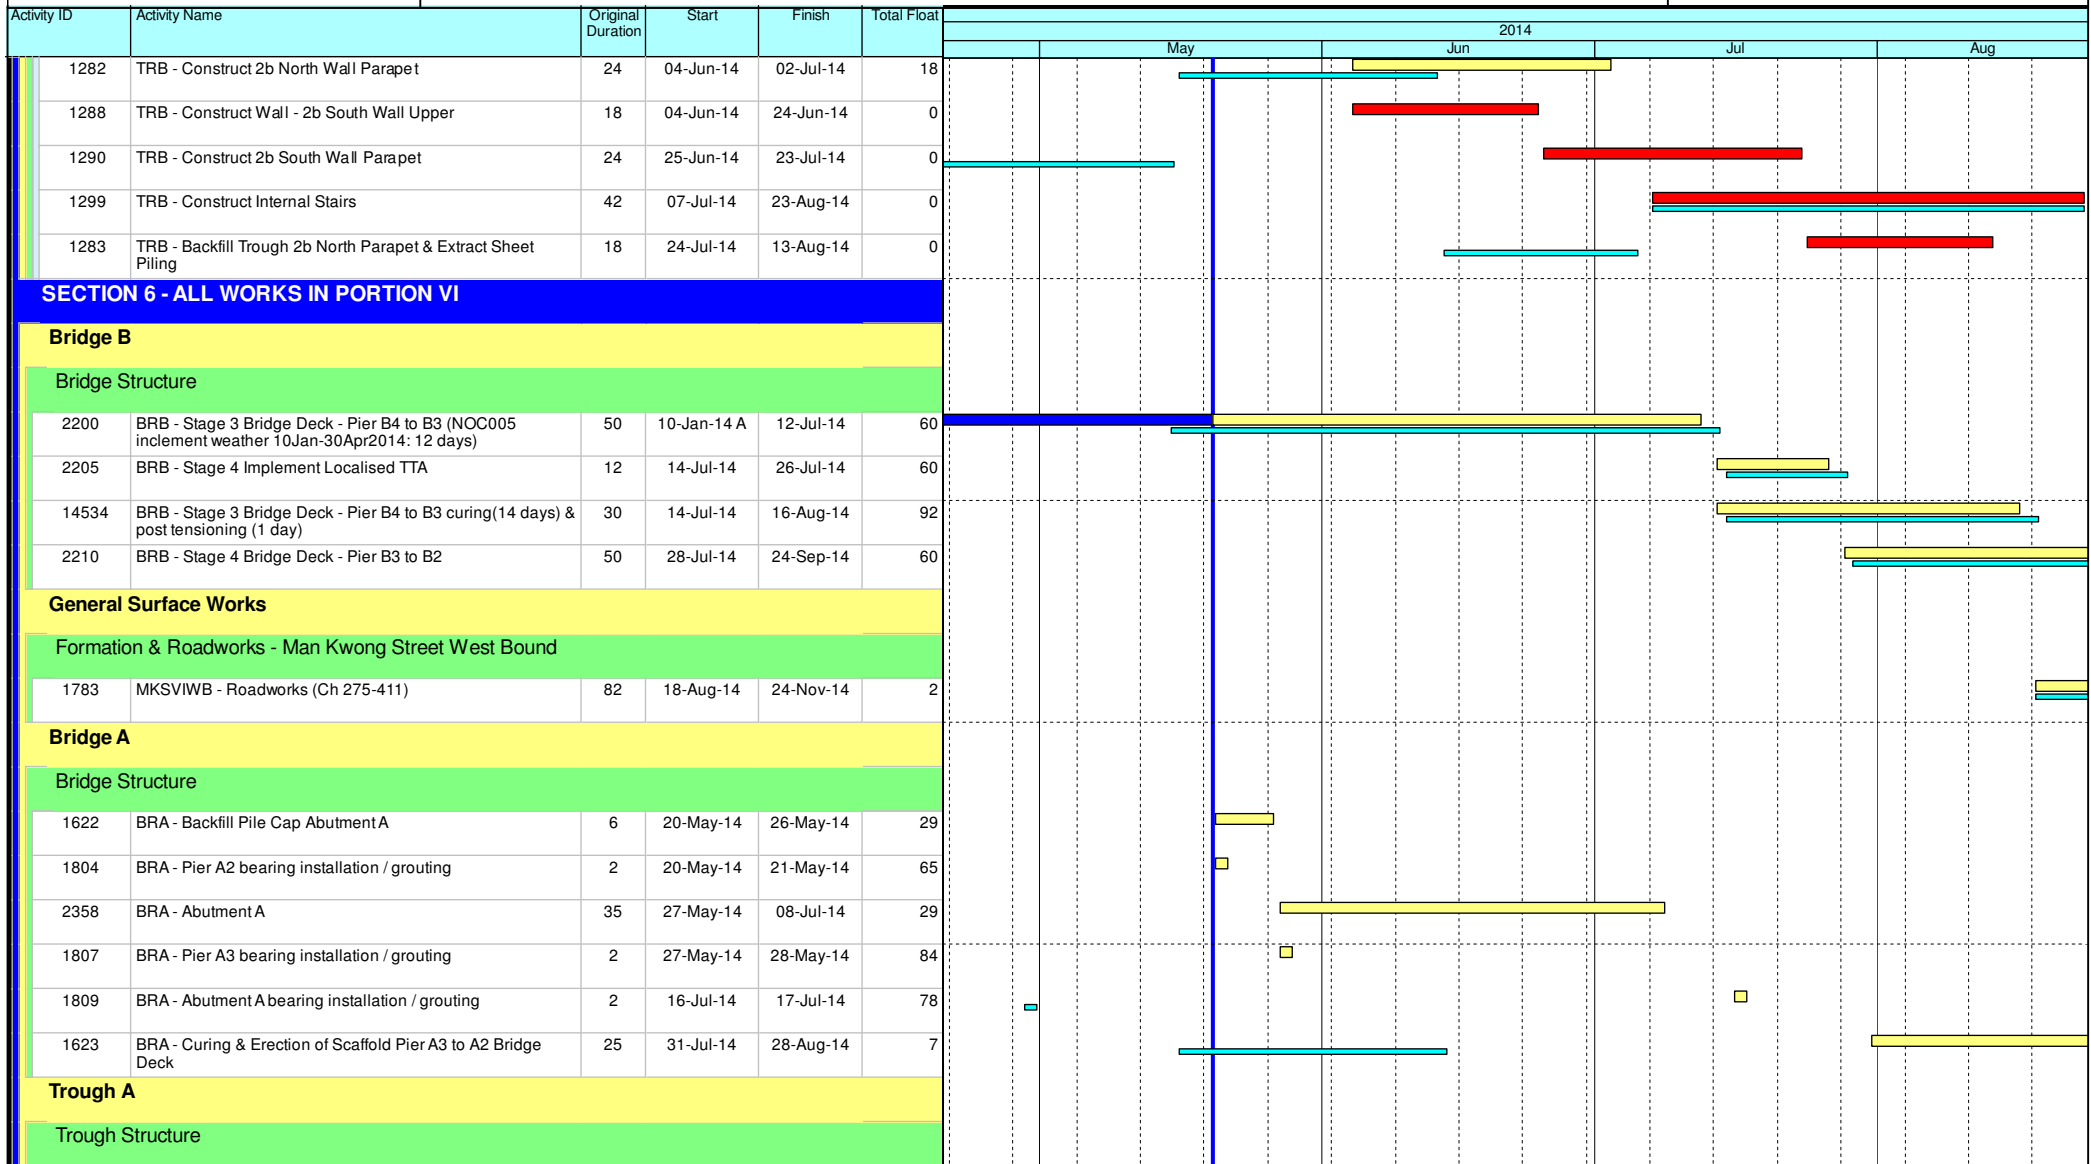 Activity ID Activity Name Original Start Finish Total Float
Duration
2014
May Jun Jul Aug
1282 TRB - Construct 2b North Wall Parapet 24 04-Jun-14 02-Jul-14 18
1288 TRB - Construct Wall - 2b South Wall Upper 18 04-Jun-14 24-Jun-14 0
1290 TRB - Construct 2b South Wall Parapet 24 25-Jun-14 23-Jul-14 0
1299 TRB - Construct Internal Stairs 42 07-Jul-14 23-Aug-14 0
1283 TRB - Backfill Trough 2b North Parapet & Extract Sheet 18 24-Jul-14 13-Aug-14 0
Piling
SECTION 6 - ALL WORKS IN PORTION VI
Bridge B
Bridge Structure
2200 BRB - Stage 3 Bridge Deck - Pier B4 to B3 (NOC005 50 10-Jan-14 A 12-Jul-14 60
inclement weather 10Jan-30Apr2014: 12 days)
2205 BRB - Stage 4 Implement Localised TTA 12 14-Jul-14 26-Jul-14 60
14534 BRB - Stage 3 Bridge Deck - Pier B4 to B3 curing(14 days) & 30 14-Jul-14 16-Aug-14 92
post tensioning (1 day)
2210 BRB - Stage 4 Bridge Deck - Pier B3 to B2 50 28-Jul-14 24-Sep-14 60
General Surface Works
Formation & Roadworks - Man Kwong Street West Bound
1783 MKSVIWB - Roadworks (Ch 275-411) 82 18-Aug-14 24-Nov-14 2
Bridge A
Bridge Structure
1622 BRA - Backfill Pile Cap Abutment A 6 20-May-14 26-May-14 29
1804 BRA - Pier A2 bearing installation / grouting 2 20-May-14 21-May-14 65
2358 BRA - Abutment A 35 27-May-14 08-Jul-14 29
1807 BRA - Pier A3 bearing installation / grouting 2 27-May-14 28-May-14 84
1809 BRA - Abutment A bearing installation / grouting 2 16-Jul-14 17-Jul-14 78
1623 BRA - Curing & Erection of Scaffold Pier A3 to A2 Bridge 25 31-Jul-14 28-Aug-14 7
Deck
Trough A
Trough Structure